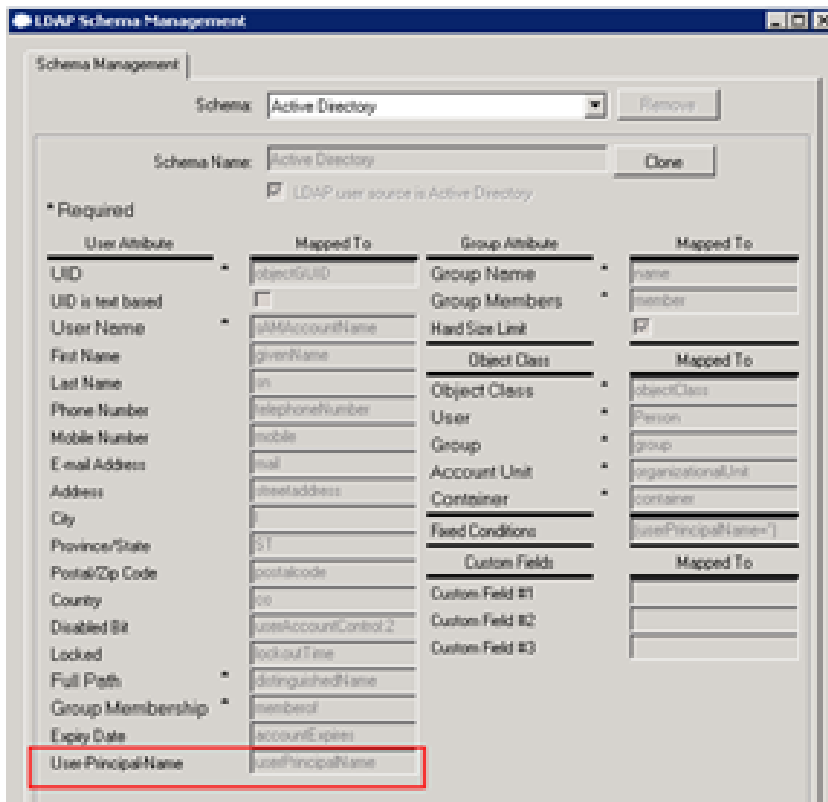 LDAP Schema Management
Schema Management
Schema: Active Directory Remove
Schema Name: Active Directory Clone
LDAP user source is Active Directory
* Required
User Attribute Mapped To Group Attribute Mapped To
UID * objectGUID Group Name * name
UID is text based Group Members * member
User Name * sAMAccountName Hard Size Limit
First Name givenName Object Class Mapped To
Last Name sn Object Class * objectClass
Phone Number telephoneNumber User * Person
Mobile Number mobile Group * group
E-mail Address mail Account Unit * organizationalUnit
Address streetaddress Container * container
City l Fixed Conditions (userPrincipalName=*)
Province/State ST Custom Fields Mapped To
Postal/Zip Code postalcode Custom Field #1
Country co Custom Field #2
Disabled Bit userAccountControl:2 Custom Field #3
Locked lockoutTime
Full Path * distinguishedName
Group Membership * memberof
Expiry Date accountExpires
User-Principal-Name userPrincipalName